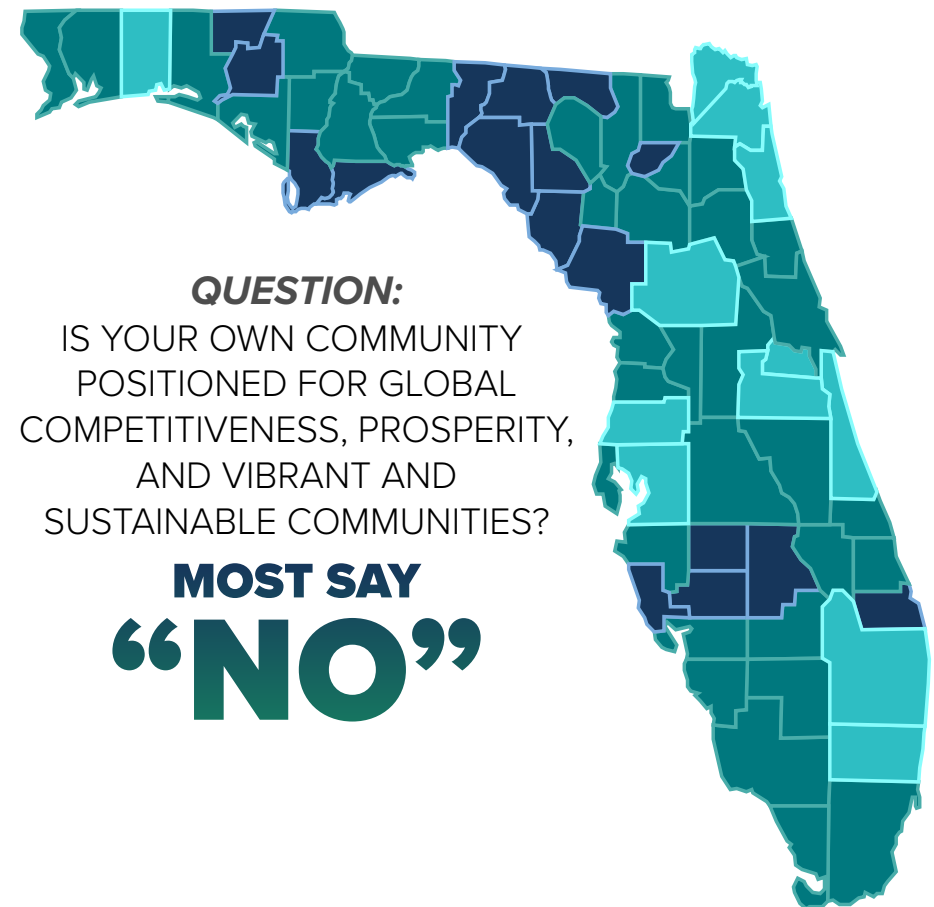 QUESTION:
IS YOUR OWN COMMUNITY
POSITIONED FOR GLOBAL
COMPETITIVENESS, PROSPERITY,
AND VIBRANT AND
SUSTAINABLE COMMUNITIES?
MOST SAY
“NO”